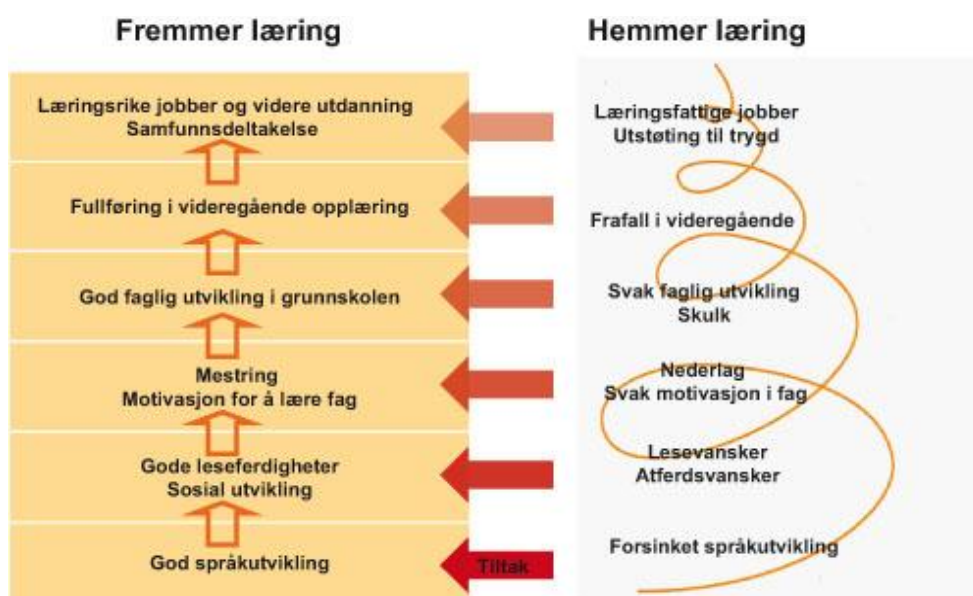 Fremmer læring
Læringsrike jobber og videre utdanning
Samfunnsdeltakelse
Fullføring i videregående opplæring
God faglig utvikling i grunnskolen
Mestring
Motivasjon for å lære fag
Gode leseferdigheter
Sosial utvikling
God språkutvikling
Tiltak
Hemmer læring
Læringsfattige jobber
Utstøting til trygd
Frafall i videregående
Svak faglig utvikling
Skulk
Nederlag
Svak motivasjon i fag
Lesevansker
Atferdsvansker
Forsinket språkutvikling